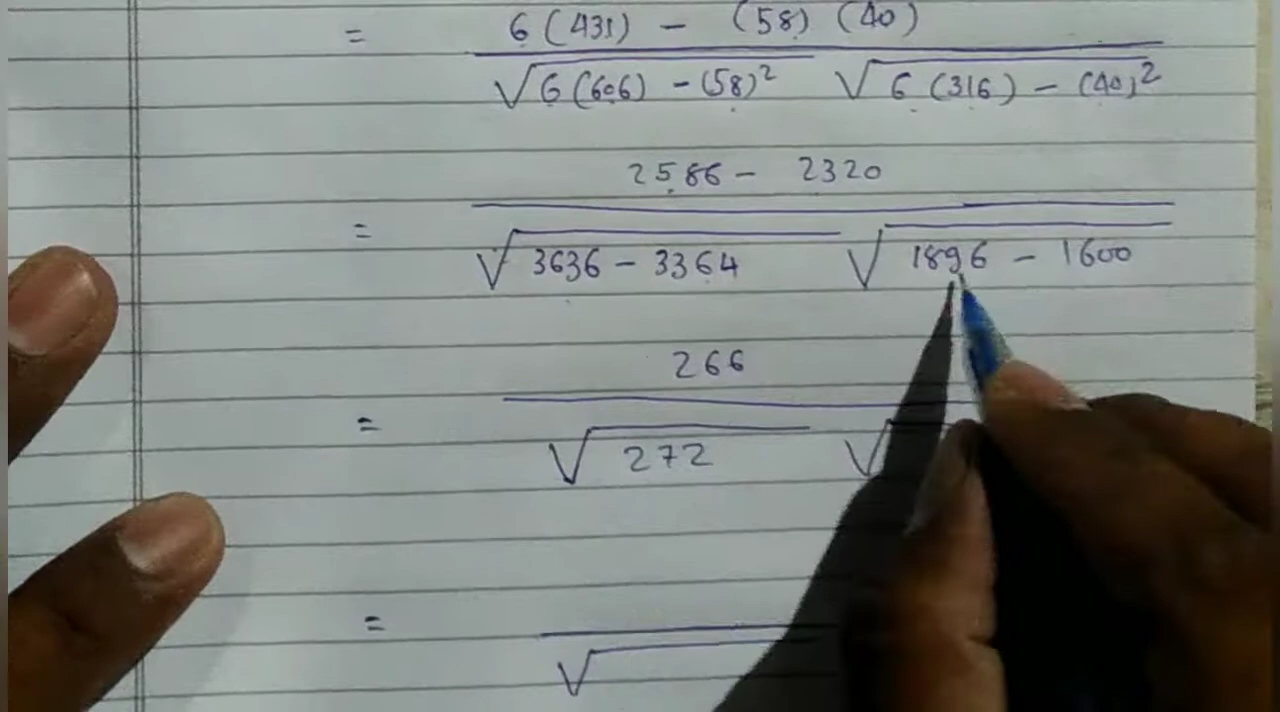 = 6 (431) - (58) (40)
√6 (606) - (58)² √6 (316) - (40)²
2586 - 2320
= √3636 - 3364 √1896 - 1600
266
= √272 √
= √